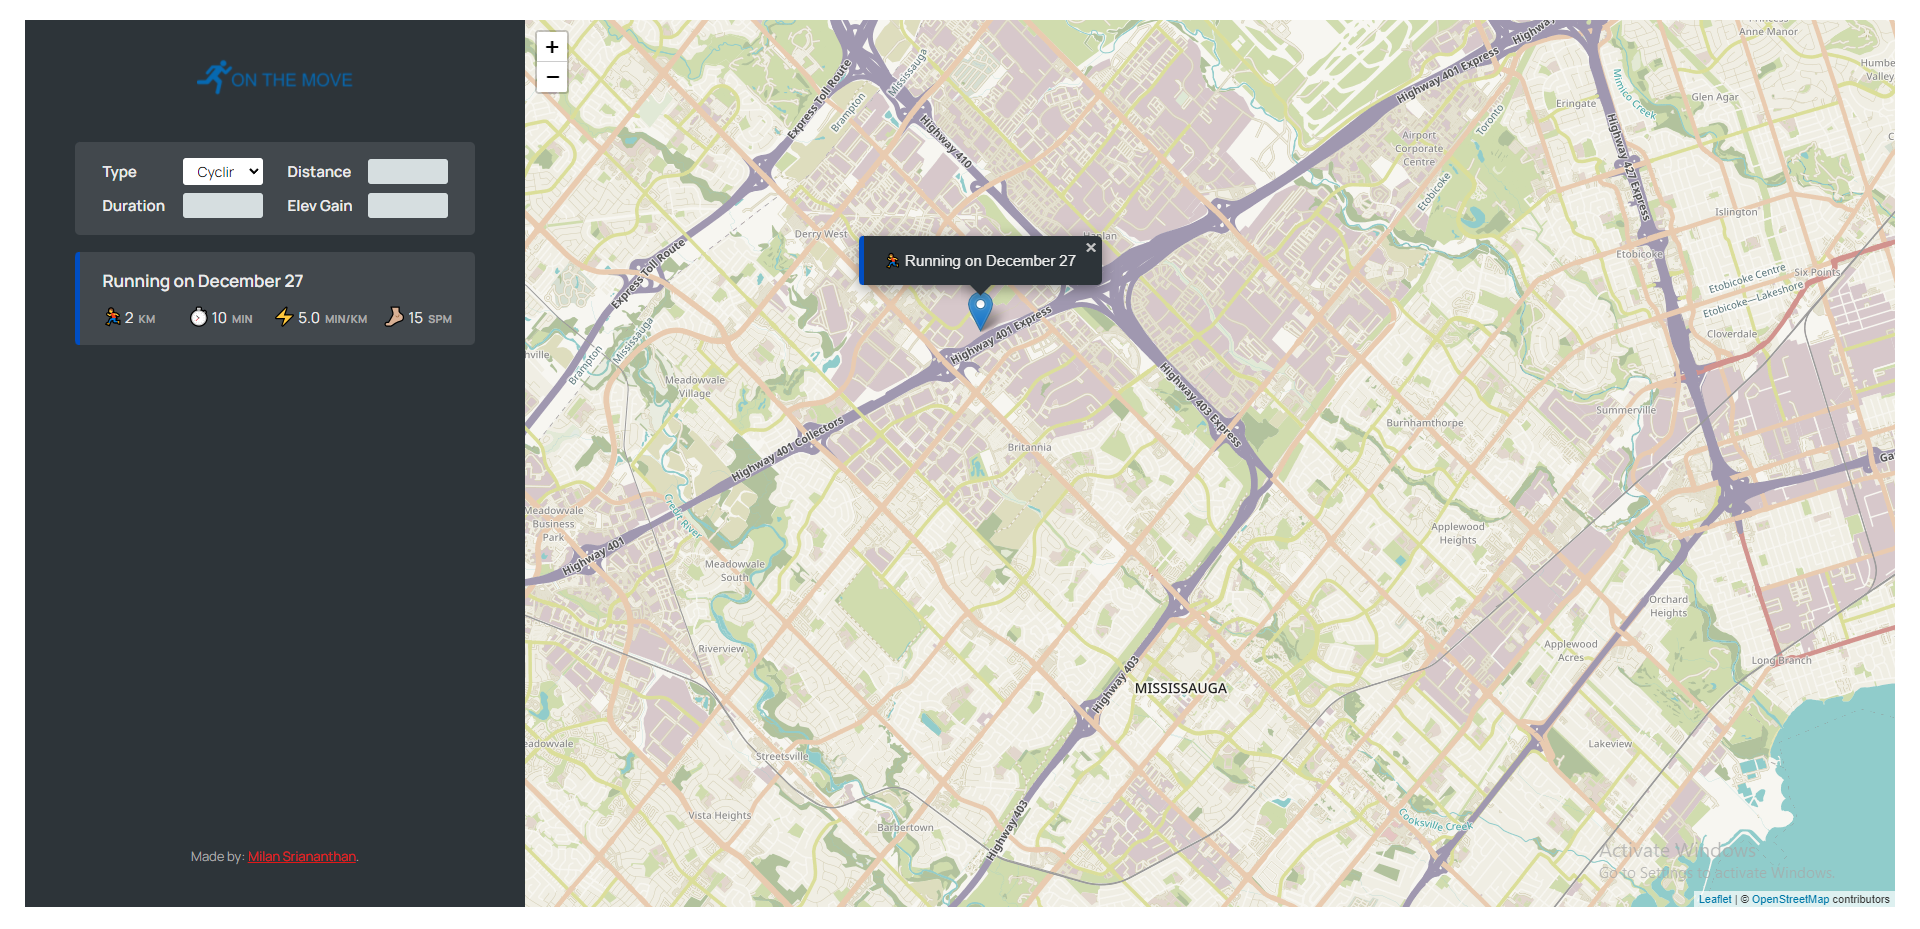 ON THE MOVE
Type
Cyclin
Distance
Duration
Elev Gain
Running on December 27
2 KM
10 MIN
5.0 MIN/KM
15 SPM
Made by: Milan Sriananthan.
+
−
Running on December 27 ×
Express Toll Route
Brampton
Mississauga
Highway 410
Highway 401 Express
Highway
Anne Manor
Humber
Valley
Mimico Creek
Glen Agar
Eringate
Toronto
Etobicoke
Airport
Corporate
Centre
Highway 427 Express
Islington
Derry West
Express Toll Route
Etobicoke
Etobicoke Centre
Etobicoke—Lakeshore
Six Points
Cloverdale
Highway 401 Express
Brampton
Mississauga
Meadowvale
Village
Highway 403 Express
Summerville
Burnhamthorpe
Highway 401 Collectors
Britannia
Credit River
Meadowvale
Business
Park
Highway 401
Applewood
Heights
Meadowvale
South
Orchard
Heights
Riverview
Applewood
Acres
Long Branch
Highway 403
MISSISSAUGA
Streetsville
Lakeview
Vista Heights
Barbertown
Highway 403
Cooksville Creek
Activate Windows
Go to Settings to activate Windows.
Leaflet | © OpenStreetMap contributors